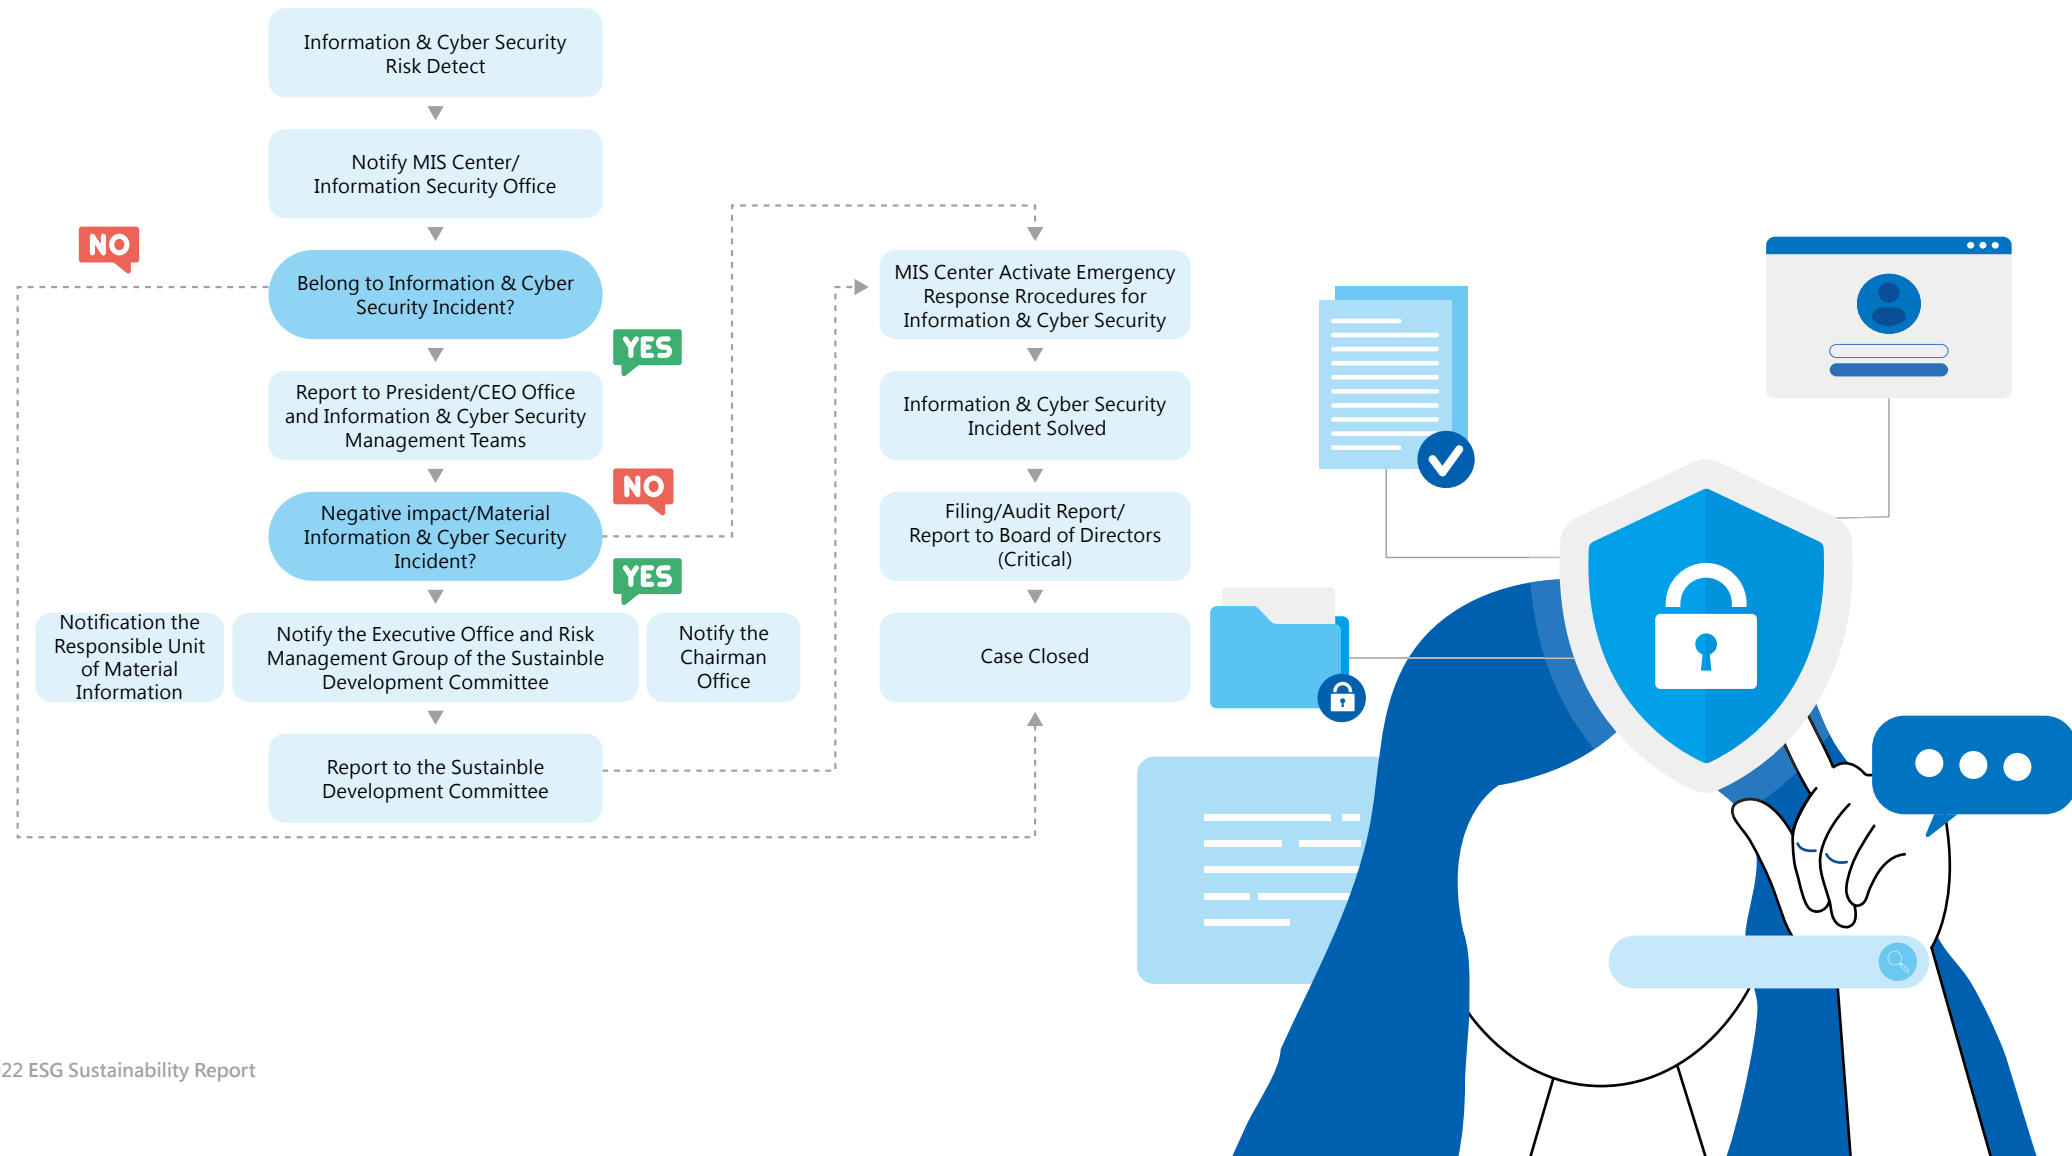 Information & Cyber Security
Risk Detect
Notify MIS Center/
Information Security Office
NO
Belong to Information & Cyber
Security Incident?
YES
Report to President/CEO Office
and Information & Cyber Security
Management Teams
NO
Negative impact/Material
Information & Cyber Security
Incident?
YES
Notification the
Responsible Unit
of Material
Information
Notify the Executive Office and Risk
Management Group of the Sustainble
Development Committee
Notify the
Chairman
Office
Report to the Sustainble
Development Committee
MIS Center Activate Emergency
Response Rrocedures for
Information & Cyber Security
Information & Cyber Security
Incident Solved
Filing/Audit Report/
Report to Board of Directors
(Critical)
Case Closed
22 ESG Sustainability Report